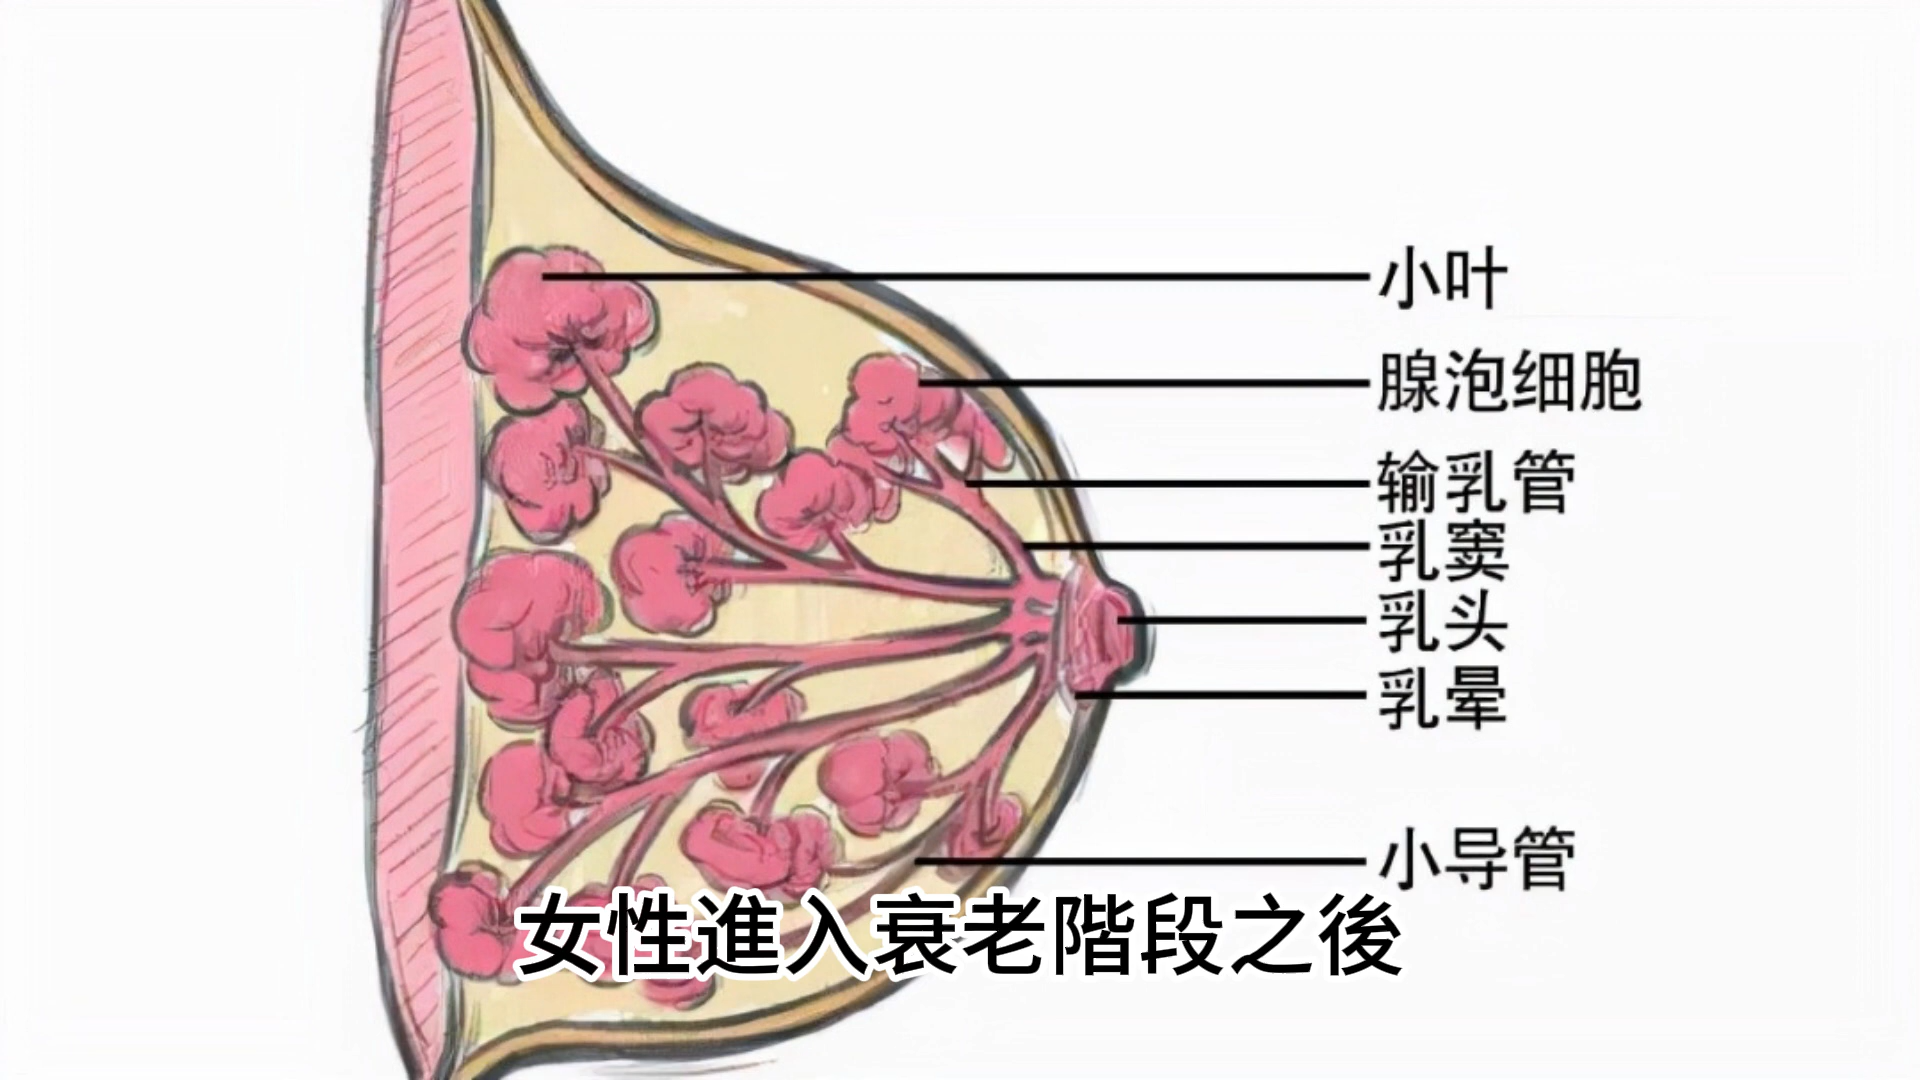 小叶
腺泡细胞
输乳管
乳窦
乳头
乳晕
小导管
女性進入衰老階段之後